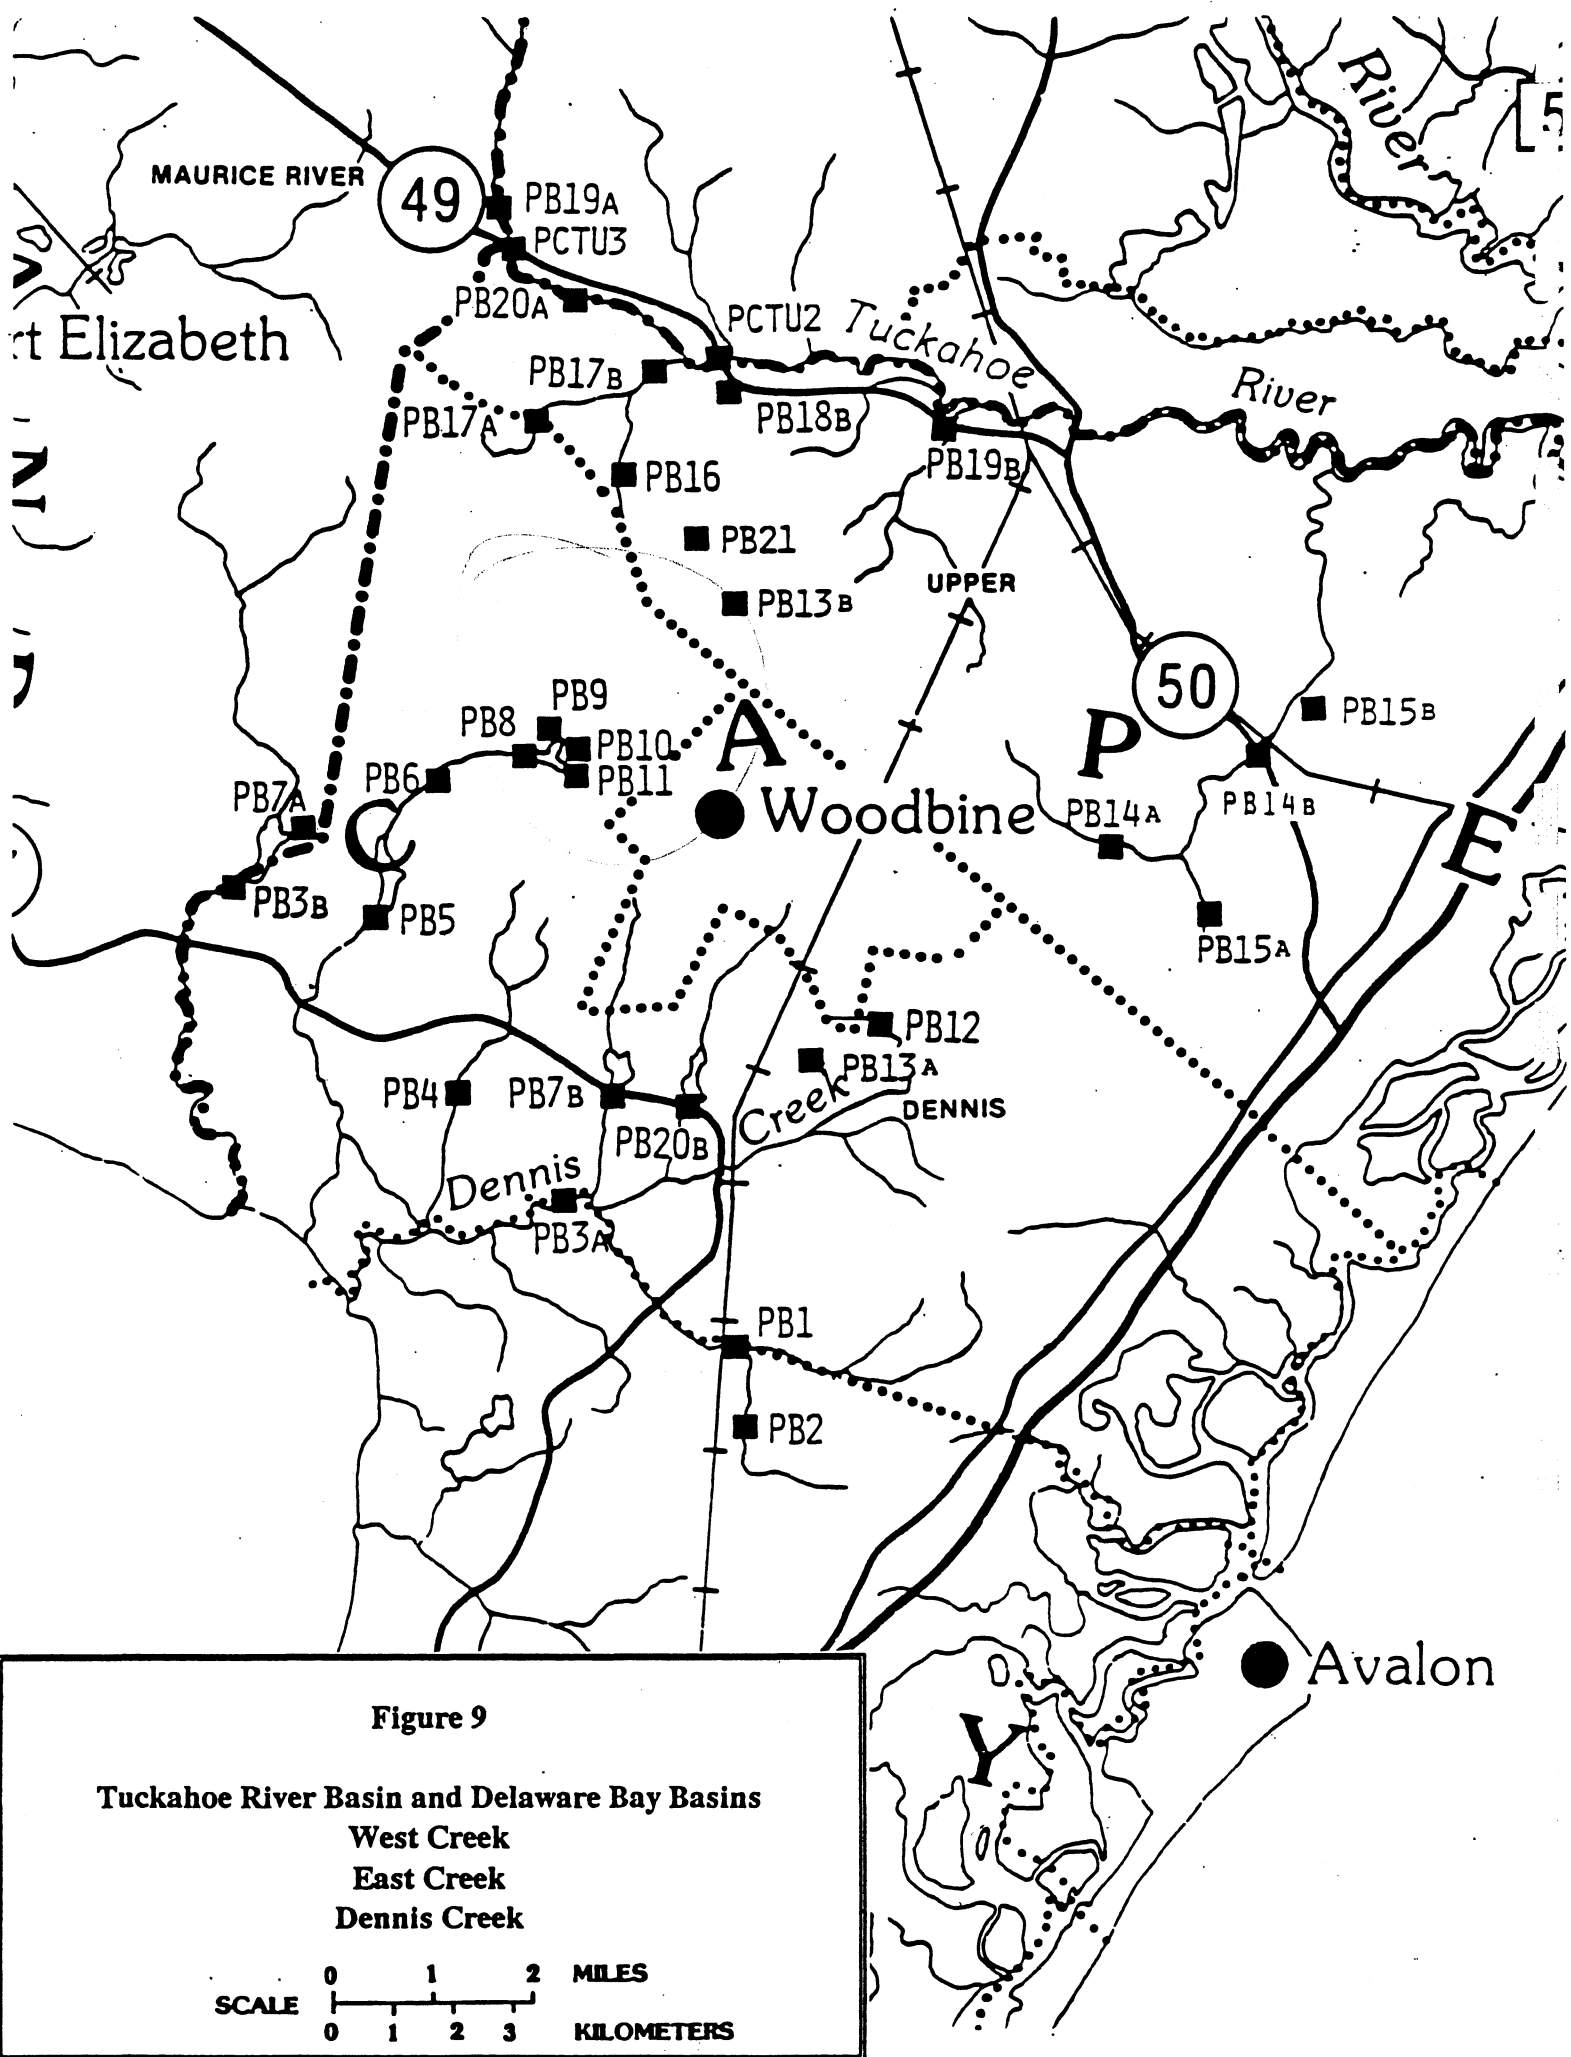 River
[5
MAURICE RIVER
49
PB19A
PCTU3
PB20A
PCTU2
Tuckahoe
River
rt Elizabeth
PB17B
PB17A
PB18B
PB19B
PB16
PB21
UPPER
PB13B
50
PB9
PB8
PB10
PB11
PB6
PB7A
C
A
P
E
PB15B
Woodbine
PB14A
PB14B
PB3B
PB5
PB15A
PB12
PB13A
PB4
PB7B
PB20B
Creek
DENNIS
Dennis
PB3A
PB1
PB2
Avalon
Y
Figure 9
Tuckahoe River Basin and Delaware Bay Basins
West Creek
East Creek
Dennis Creek
0 1 2 MILES
SCALE
0 1 2 3 KILOMETERS